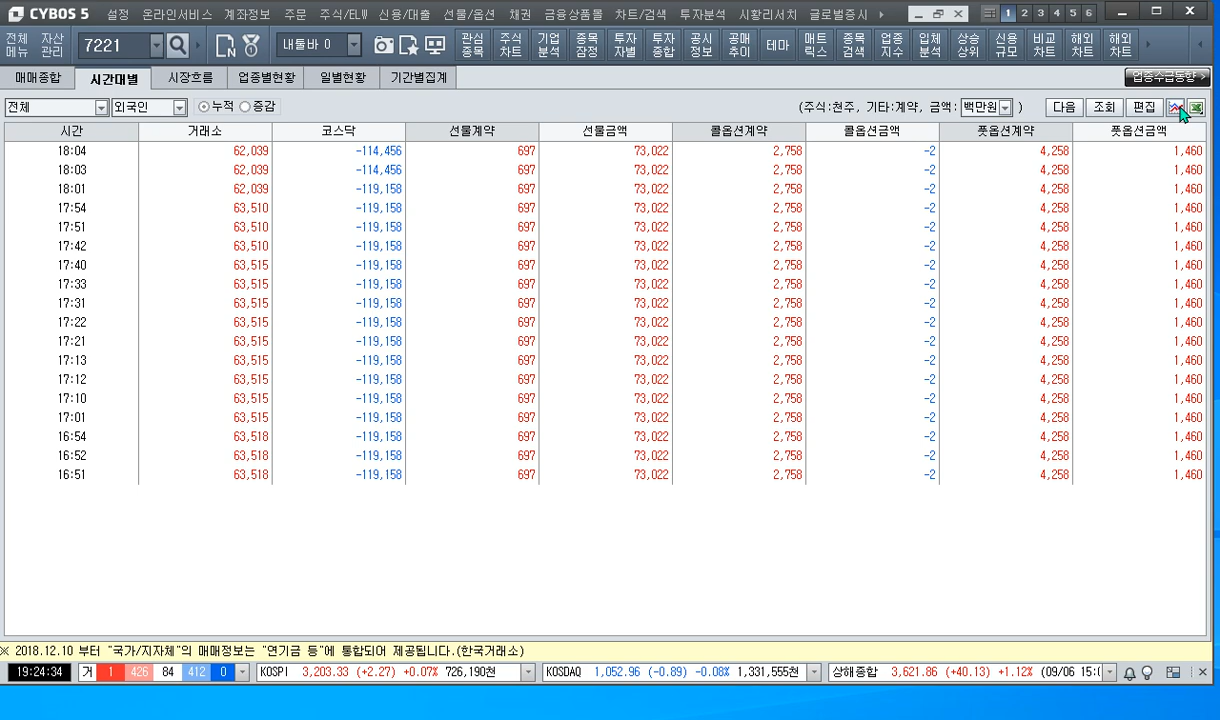 CYBOS 5 설정 온라인서비스 계좌정보 주문 주식/ELW 신용/대출 선물/옵션 채권 금융상품몰 차트/검색 투자분석 시황리서치 글로벌증시 1 2 3 4 5 6
전체메뉴 자산관리 7221 내툴바 0 관심종목 주식차트 기업분석 종목잠정 투자자별 투자종합 공시정보 공매추이 테마 매트릭스 종목검색 업종지수 업체분석 상승상위 신용규모 비교차트 해외차트 해외차트
매매종합 시간대별 시장흐름 업종별현황 일별현황 기간별집계 업종수급동향 >
전체 외국인 누적 증감 (주식:천주, 기타:계약, 금액: 백만원 ) 다음 조회 편집
시간 거래소 코스닥 선물계약 선물금액 콜옵션계약 콜옵션금액 풋옵션계약 풋옵션금액
18:04 62,039 -114,456 697 73,022 2,758 -2 4,258 1,460
18:03 62,039 -114,456 697 73,022 2,758 -2 4,258 1,460
18:01 62,039 -119,158 697 73,022 2,758 -2 4,258 1,460
17:54 63,510 -119,158 697 73,022 2,758 -2 4,258 1,460
17:51 63,510 -119,158 697 73,022 2,758 -2 4,258 1,460
17:42 63,510 -119,158 697 73,022 2,758 -2 4,258 1,460
17:40 63,515 -119,158 697 73,022 2,758 -2 4,258 1,460
17:33 63,515 -119,158 697 73,022 2,758 -2 4,258 1,460
17:31 63,515 -119,158 697 73,022 2,758 -2 4,258 1,460
17:22 63,515 -119,158 697 73,022 2,758 -2 4,258 1,460
17:21 63,515 -119,158 697 73,022 2,758 -2 4,258 1,460
17:13 63,515 -119,158 697 73,022 2,758 -2 4,258 1,460
17:12 63,515 -119,158 697 73,022 2,758 -2 4,258 1,460
17:10 63,515 -119,158 697 73,022 2,758 -2 4,258 1,460
17:01 63,515 -119,158 697 73,022 2,758 -2 4,258 1,460
16:54 63,518 -119,158 697 73,022 2,758 -2 4,258 1,460
16:52 63,518 -119,158 697 73,022 2,758 -2 4,258 1,460
16:51 63,518 -119,158 697 73,022 2,758 -2 4,258 1,460
※ 2018.12.10 부터 "국가/지자체"의 매매정보는 "연기금 등"에 통합되어 제공됩니다.(한국거래소)
19:24:34 거 1 426 84 412 0 KOSPI 3,203.33 (+2.27) +0.07% 726,190천 KOSDAQ 1,052.96 (-0.89) -0.08% 1,331,555천 상해종합 3,621.86 (+40.13) +1.12% (09/06 15:(